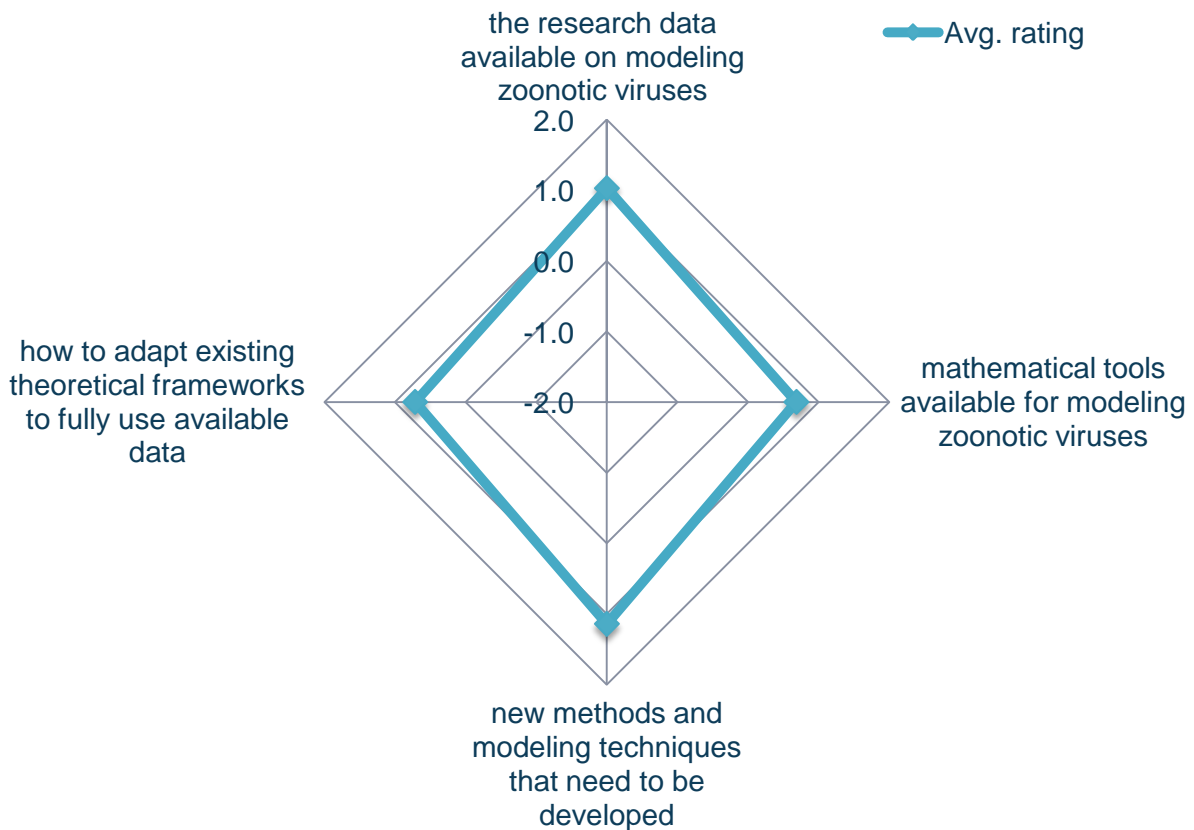 the research data
available on modeling
zoonotic viruses
Avg. rating
2.0
1.0
0.0
-1.0
-2.0
how to adapt existing
theoretical frameworks
to fully use available
data
mathematical tools
available for modeling
zoonotic viruses
new methods and
modeling techniques
that need to be
developed